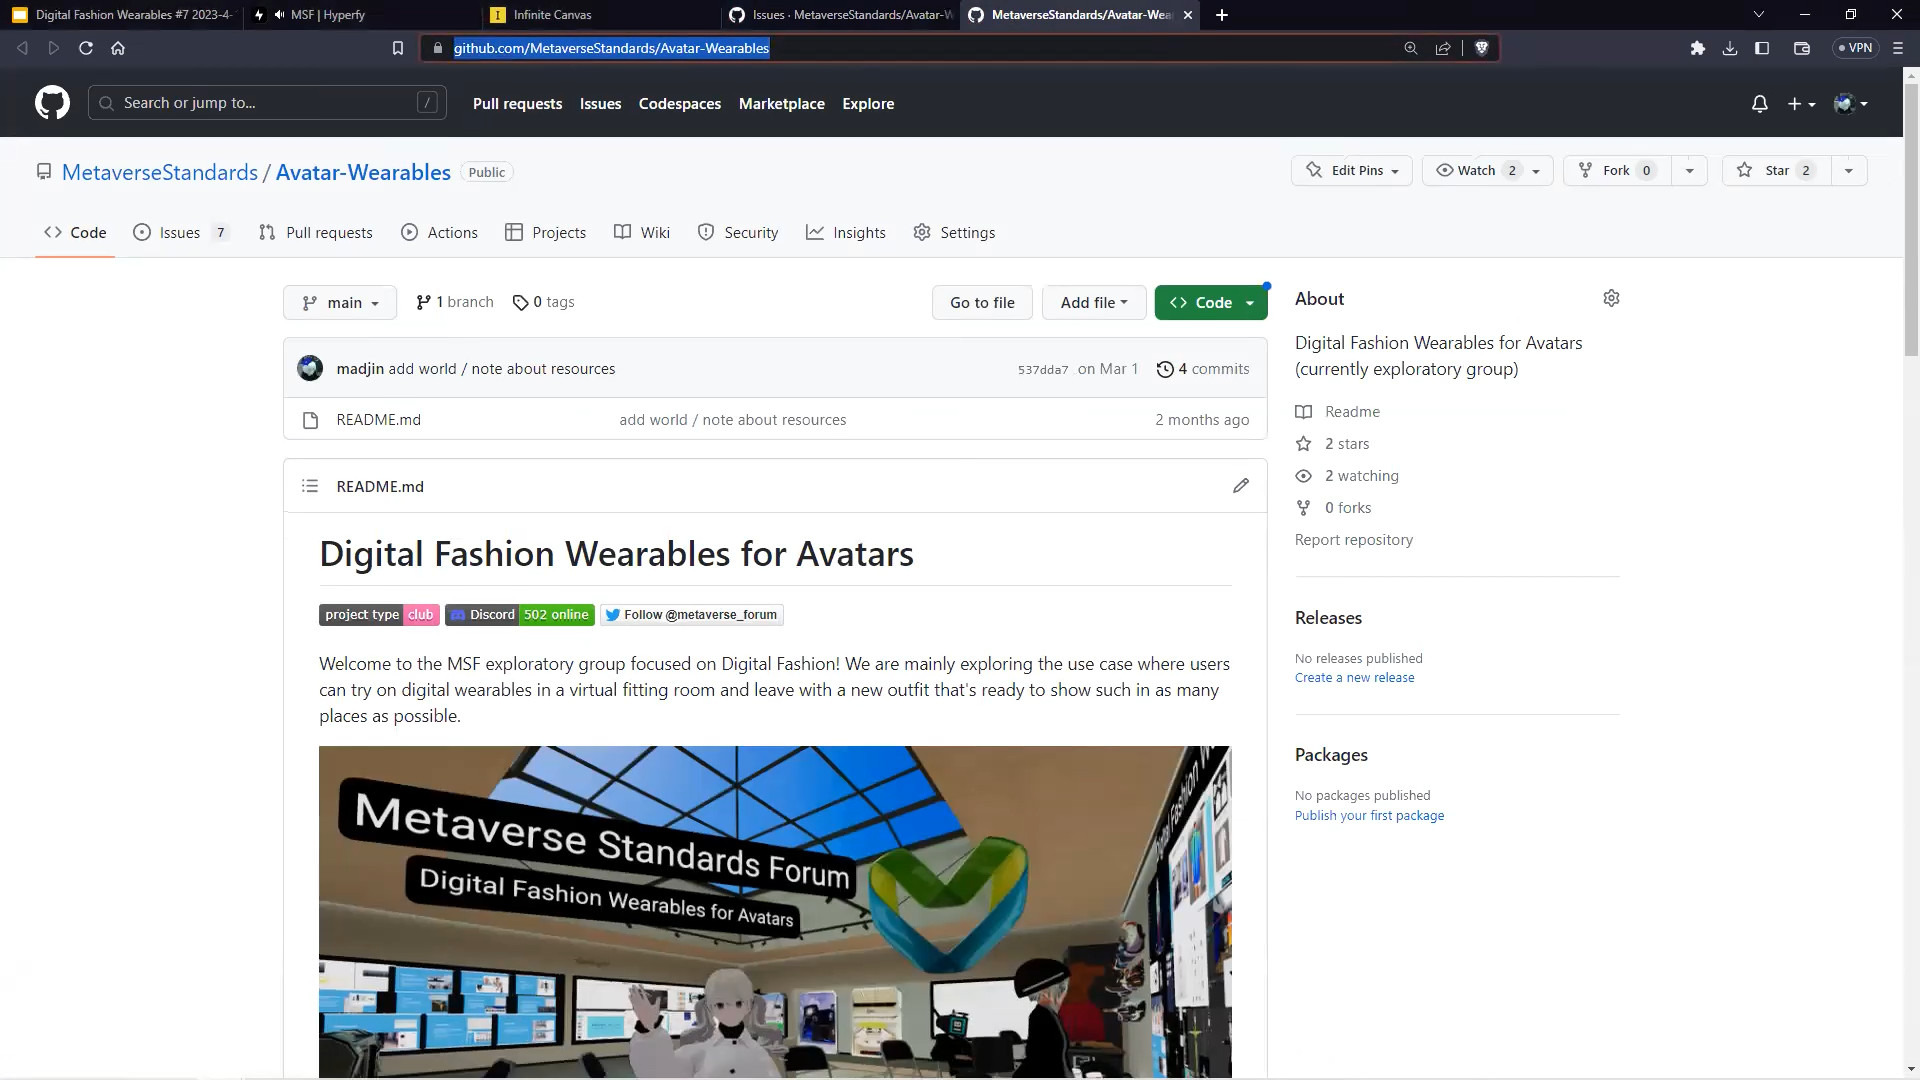 Digital Fashion Wearables #7 2023-4-
MSF | Hyperfy
Infinite Canvas
Issues · MetaverseStandards/Avatar-W
MetaverseStandards/Avatar-Wea
github.com/MetaverseStandards/Avatar-Wearables
VPN
Search or jump to...
/
Pull requests
Issues
Codespaces
Marketplace
Explore
MetaverseStandards / Avatar-Wearables
Public
Edit Pins
Watch 2
Fork 0
Star 2
Code
Issues 7
Pull requests
Actions
Projects
Wiki
Security
Insights
Settings
main
1 branch
0 tags
Go to file
Add file
Code
madjin add world / note about resources
537dda7 on Mar 1
4 commits
README.md
add world / note about resources
2 months ago
README.md
Digital Fashion Wearables for Avatars
project type club
Discord 502 online
Follow @metaverse_forum
Welcome to the MSF exploratory group focused on Digital Fashion! We are mainly exploring the use case where users
can try on digital wearables in a virtual fitting room and leave with a new outfit that's ready to show such in as many
places as possible.
Metaverse Standards Forum
Digital Fashion Wearables for Avatars
About
Digital Fashion Wearables for Avatars
(currently exploratory group)
Readme
2 stars
2 watching
0 forks
Report repository
Releases
No releases published
Create a new release
Packages
No packages published
Publish your first package